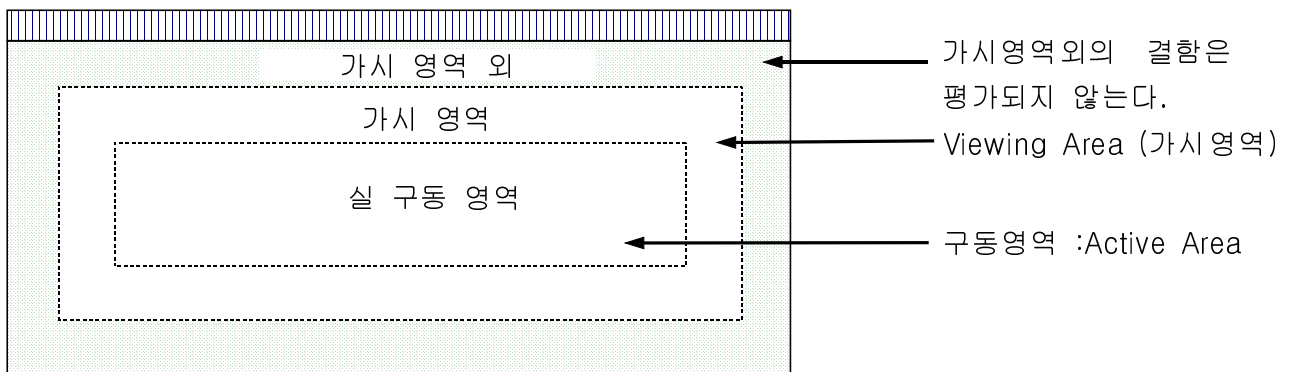 가시 영역 외
가시 영역
실 구동 영역
가시영역외의 결함은
평가되지 않는다.
Viewing Area (가시영역)
구동영역 :Active Area